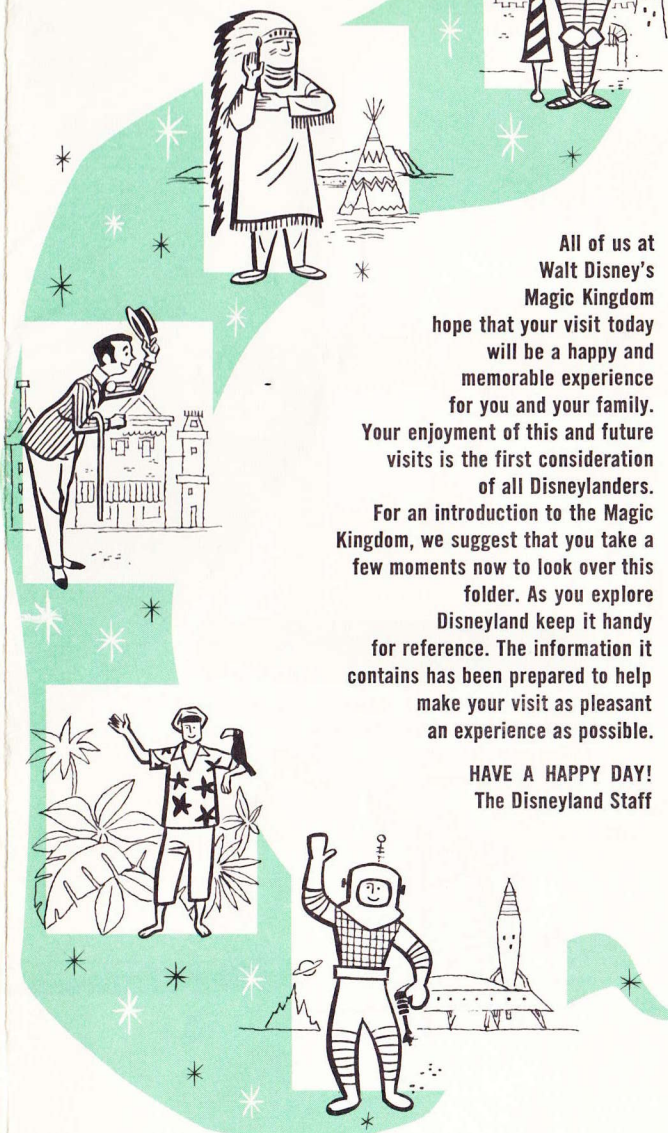 All of us at
Walt Disney's
Magic Kingdom
hope that your visit today
will be a happy and
memorable experience
for you and your family.
Your enjoyment of this and future
visits is the first consideration
of all Disneylanders.
For an introduction to the Magic
Kingdom, we suggest that you take a
few moments now to look over this
folder. As you explore
Disneyland keep it handy
for reference. The information it
contains has been prepared to help
make your visit as pleasant
an experience as possible.
HAVE A HAPPY DAY!
The Disneyland Staff